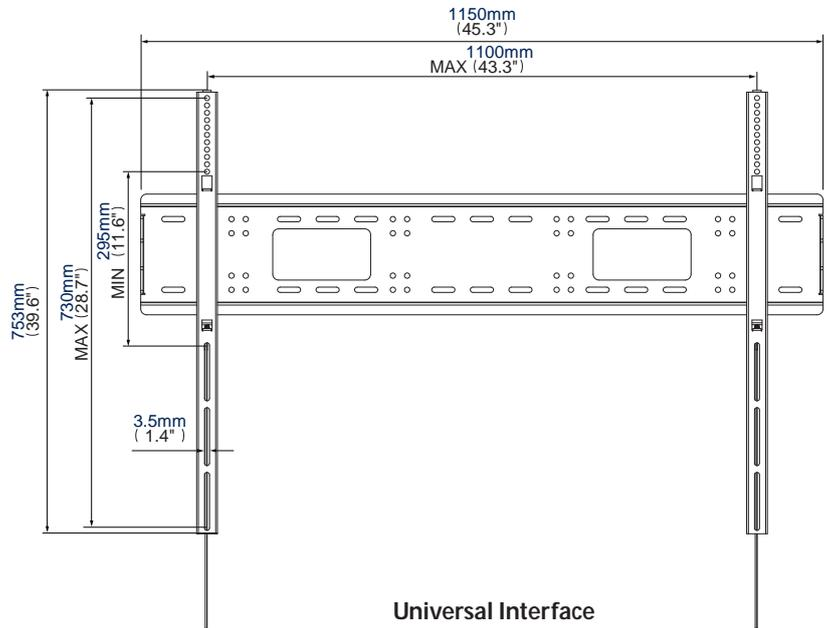 1150mm
(45.3")
1100mm
MAX (43.3")
295mm
MIN (11.6")
730mm
MAX (28.7")
753mm
(39.6")
3.5mm
( 1.4" )
Universal Interface